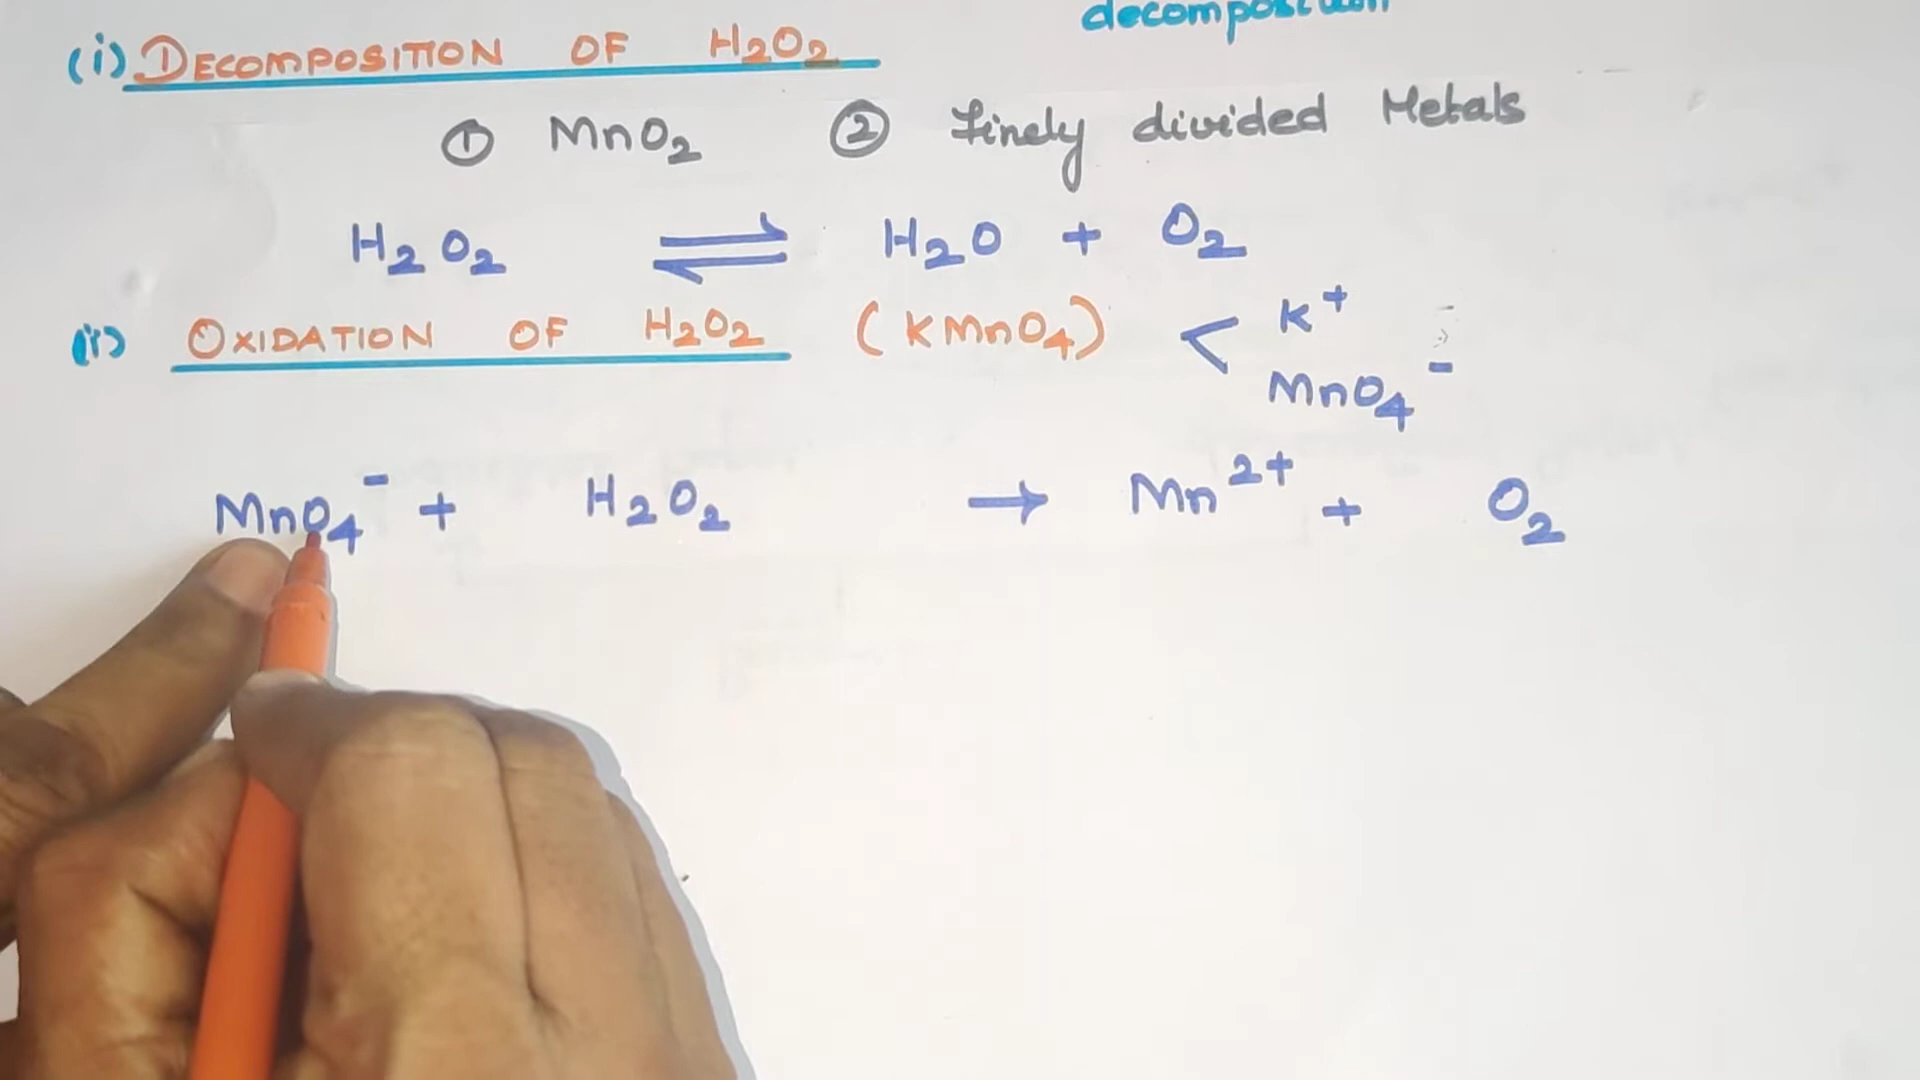 decomposition
(i) DECOMPOSITION OF H2O2
① MnO2 ② Finely divided Metals
H2O2 ⇌ H2O + O2
(ii) OXIDATION OF H2O2 (KMnO4) < K⁺
MnO4⁻
MnO4⁻ + H2O2 → Mn²⁺ + O2